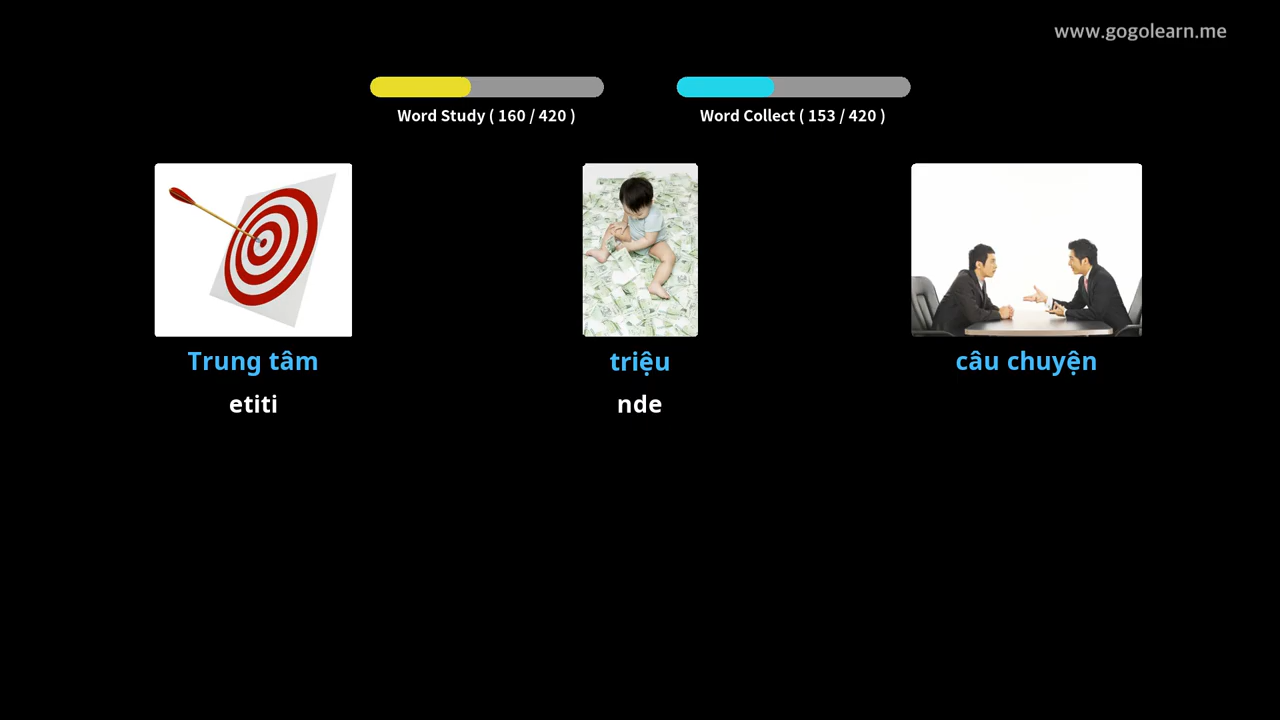 www.gogolearn.me
Word Study ( 160 / 420 )
Word Collect ( 153 / 420 )
Trung tâm
etiti
triệu
nde
câu chuyện